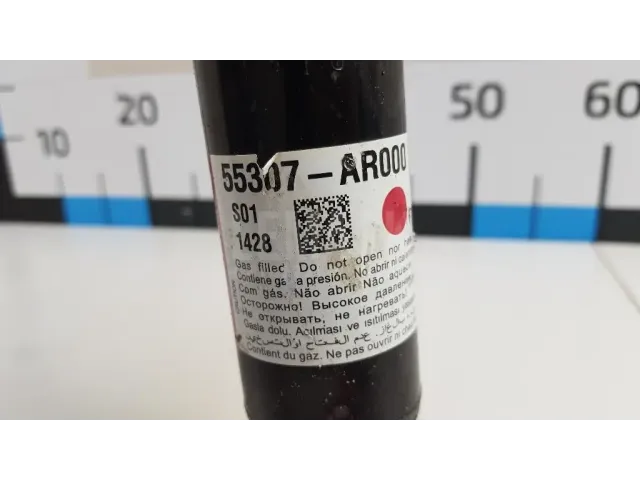 10 20 50 60
55307-AR000
S01
1428
Gas filled Do not open nor
Contiene gas a presión. No abrir ni
Com gás. Não abrir Não
Осторожно! Высокое
Не открывать, не нагревать.
Gazla dolu. Açılması ve ısıtılması
Contient du gaz. Ne pas ouvrir ni